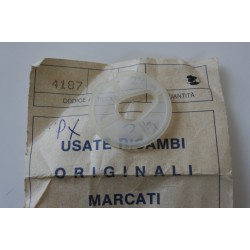 4187
CODICE
QUANTITÀ
PX
USATE RICAMBI
ORIGINALI
MARCATI